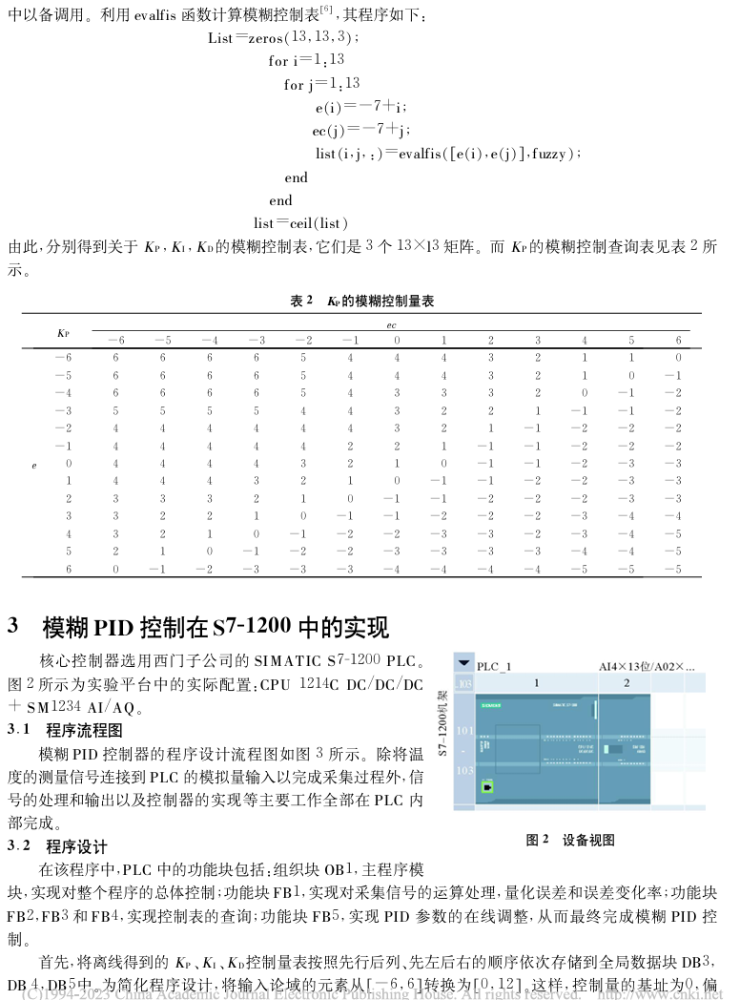 中以备调用。利用 evalfis 函数计算模糊控制表[6],其程序如下:
List=zeros(13,13,3);
for i=1:13
for j=1:13
e(i)=-7+i;
ec(j)=-7+j;
list(i,j,:)=evalfis([e(i),e(j)],fuzzy);
end
end
list=ceil(list)
由此,分别得到关于 KP,KI,KD的模糊控制表,它们是 3 个 13×13 矩阵。而 KP的模糊控制查询表见表 2 所
示。
表 2 KP的模糊控制量表
KP ec
-6 -5 -4 -3 -2 -1 0 1 2 3 4 5 6
-6 6 6 6 6 5 4 4 4 3 2 1 1 0
-5 6 6 6 6 5 4 4 4 3 2 1 0 -1
-4 6 6 6 6 5 4 3 3 3 2 0 -1 -2
-3 5 5 5 5 4 4 3 2 2 1 -1 -1 -2
-2 4 4 4 4 4 4 3 2 1 -1 -2 -2 -2
-1 4 4 4 4 4 2 2 1 -1 -1 -2 -2 -2
e 0 4 4 4 4 3 2 1 0 -1 -1 -2 -3 -3
1 4 4 4 3 2 1 0 -1 -1 -2 -2 -3 -3
2 3 3 3 2 1 0 -1 -1 -2 -2 -2 -3 -3
3 3 2 2 1 0 -1 -1 -2 -2 -2 -3 -4 -4
4 3 2 1 0 -1 -2 -2 -3 -3 -2 -3 -4 -5
5 2 1 0 -1 -2 -2 -3 -3 -3 -3 -4 -4 -5
6 0 -1 -2 -3 -3 -3 -4 -4 -4 -4 -5 -5 -5
3 模糊 PID 控制在 S7-1200 中的实现
核心控制器选用西门子公司的 SIMATIC S7-1200 PLC。
图 2 所示为实验平台中的实际配置:CPU 1214C DC/DC/DC
+ SM1234 AI/AQ。
3.1 程序流程图
模糊 PID 控制器的程序设计流程图如图 3 所示。除将温
度的测量信号连接到 PLC 的模拟量输入以完成采集过程外,信
号的处理和输出以及控制器的实现等主要工作全部在 PLC 内
部完成。
3.2 程序设计
在该程序中,PLC 中的功能块包括:组织块 OB1,主程序模
PLC_1 AI4×13位/A02×...
103 1 2
S7-1200机架
101
-
103
SIEMENS
图 2 设备视图
块,实现对整个程序的总体控制;功能块 FB1,实现对采集信号的运算处理,量化误差和误差变化率;功能块
FB2,FB3 和 FB4,实现控制表的查询;功能块 FB5,实现 PID 参数的在线调整,从而最终完成模糊 PID 控
制。
首先,将离线得到的 KP、KI、KD控制量表按照先行后列、先左后右的顺序依次存储到全局数据块 DB3,
DB4,DB5中。为简化程序设计,将输入论域的元素从[-6,6]转换为[0,12]。这样,控制量的基址为0,偏
(C)1994-2023 China Academic Journal Electronic Publishing House. All rights reserved. http://www.cnki.net